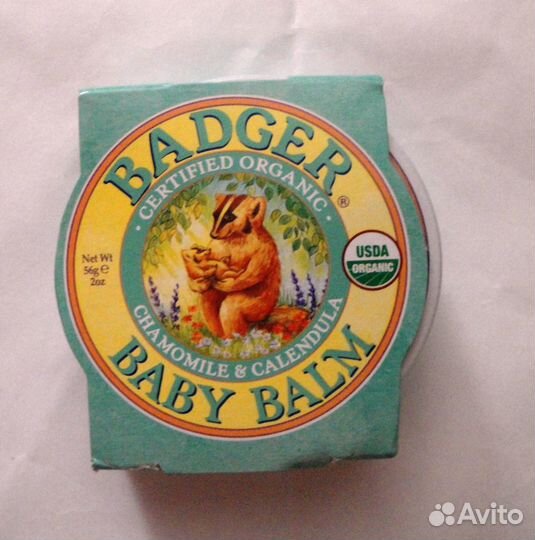 BADGER
®
· CERTIFIED ORGANIC ·
Net Wt
56g ℮
2oz
USDA
ORGANIC
CHAMOMILE & CALENDULA
BABY BALM
Avito